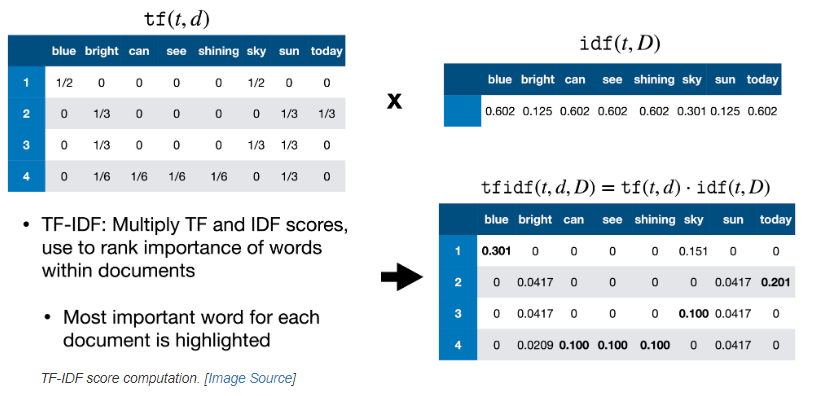 tf(t, d)
blue bright can see shining sky sun today
1 1/2 0 0 0 0 1/2 0 0
2 0 1/3 0 0 0 0 1/3 1/3
3 0 1/3 0 0 0 1/3 1/3 0
4 0 1/6 1/6 1/6 1/6 0 1/3 0
x
idf(t, D)
blue bright can see shining sky sun today
0.602 0.125 0.602 0.602 0.602 0.301 0.125 0.602
• TF-IDF: Multiply TF and IDF scores,
use to rank importance of words
within documents
• Most important word for each
document is highlighted
tfidf(t, d, D) = tf(t, d) · idf(t, D)
blue bright can see shining sky sun today
1 0.301 0 0 0 0 0.151 0 0
2 0 0.0417 0 0 0 0 0.0417 0.201
3 0 0.0417 0 0 0 0.100 0.0417 0
4 0 0.0209 0.100 0.100 0.100 0 0.0417 0
TF-IDF score computation. [Image Source]